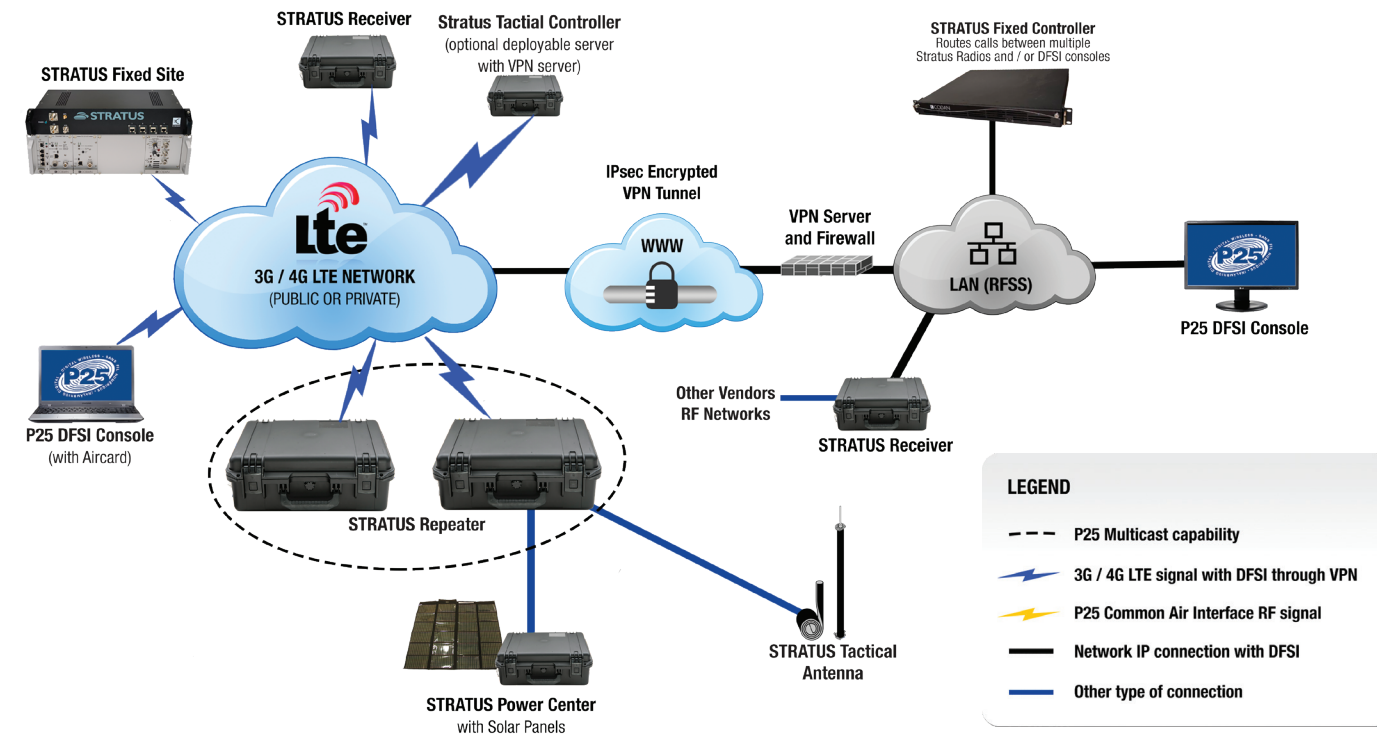 STRATUS Receiver
Stratus Tactial Controller
(optional deployable server
with VPN server)
STRATUS Fixed Controller
Routes calls between multiple
Stratus Radios and / or DFSI consoles
STRATUS Fixed Site
STRATUS
CODAN
IPsec Encrypted
VPN Tunnel
VPN Server
and Firewall
Lte
3G / 4G LTE NETWORK
(PUBLIC OR PRIVATE)
WWW
LAN (RFSS)
P25
P25 DFSI Console
P25
P25 DFSI Console
(with Aircard)
Other Vendors
RF Networks
STRATUS Receiver
STRATUS Repeater
STRATUS Tactical
Antenna
STRATUS Power Center
with Solar Panels
LEGEND
P25 Multicast capability
3G / 4G LTE signal with DFSI through VPN
P25 Common Air Interface RF signal
Network IP connection with DFSI
Other type of connection